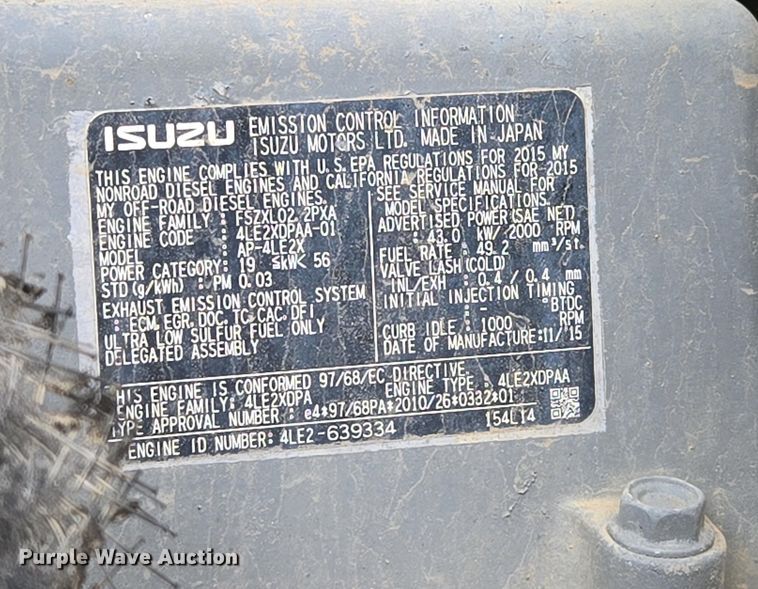 ISUZU EMISSION CONTROL INFORMATION
ISUZU MOTORS LTD. MADE IN JAPAN
THIS ENGINE COMPLIES WITH U.S.EPA REGULATIONS FOR 2015 MY
NONROAD DIESEL ENGINES AND CALIFORNIA REGULATIONS FOR 2015
MY OFF-ROAD DIESEL ENGINES.
ENGINE FAMILY : FSZXL02.2PXA
ENGINE CODE : 4LE2XDPAA-01
MODEL : AP-4LE2X
POWER CATEGORY: 19 ≦kW< 56
STD (g/kWh) : PM 0.03
EXHAUST EMISSION CONTROL SYSTEM
: ECM, EGR, DOC, TC, CAC, DFI
ULTRA LOW SULFUR FUEL ONLY
DELEGATED ASSEMBLY
SEE SERVICE MANUAL FOR
MODEL SPECIFICATIONS.
ADVERTISED POWER(SAE NET)
: 43.0 kW/ 2000 RPM
FUEL RATE : 49.2 mm³/st.
VALVE LASH(COLD)
INL/EXH : 0.4 / 0.4 mm
INITIAL INJECTION TIMING
: - °BTDC
CURB IDLE : 1000 RPM
DATE OF MANUFACTURE:11/'15
THIS ENGINE IS CONFORMED 97/68/EC DIRECTIVE.
ENGINE FAMILY: 4LE2XDPA ENGINE TYPE : 4LE2XDPAA
TYPE APPROVAL NUMBER : e4*97/68PA*2010/26*0332*01
ENGINE ID NUMBER: 4LE2-639334 154L14
Purple Wave Auction